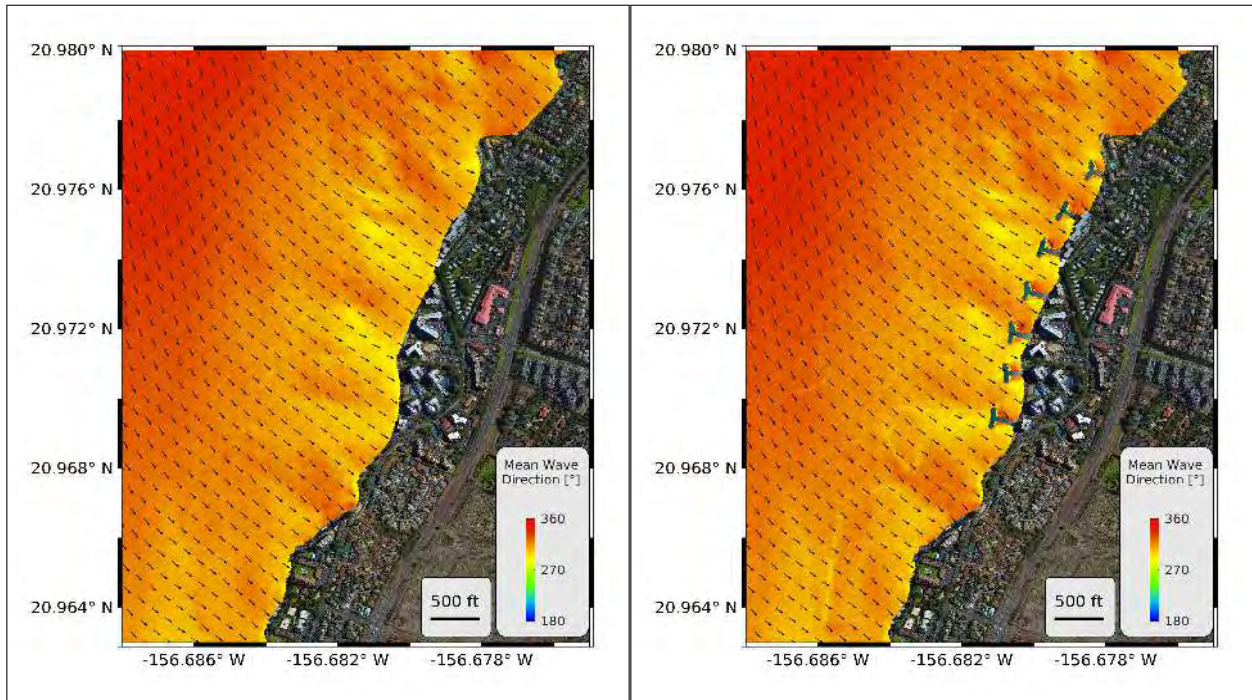 20.980° N
20.976° N
20.972° N
20.968° N
20.964° N
-156.686° W
-156.682° W
-156.678° W
Mean Wave
Direction [°]
360
270
180
500 ft
20.980° N
20.976° N
20.972° N
20.968° N
20.964° N
-156.686° W
-156.682° W
-156.678° W
Mean Wave
Direction [°]
360
270
180
500 ft